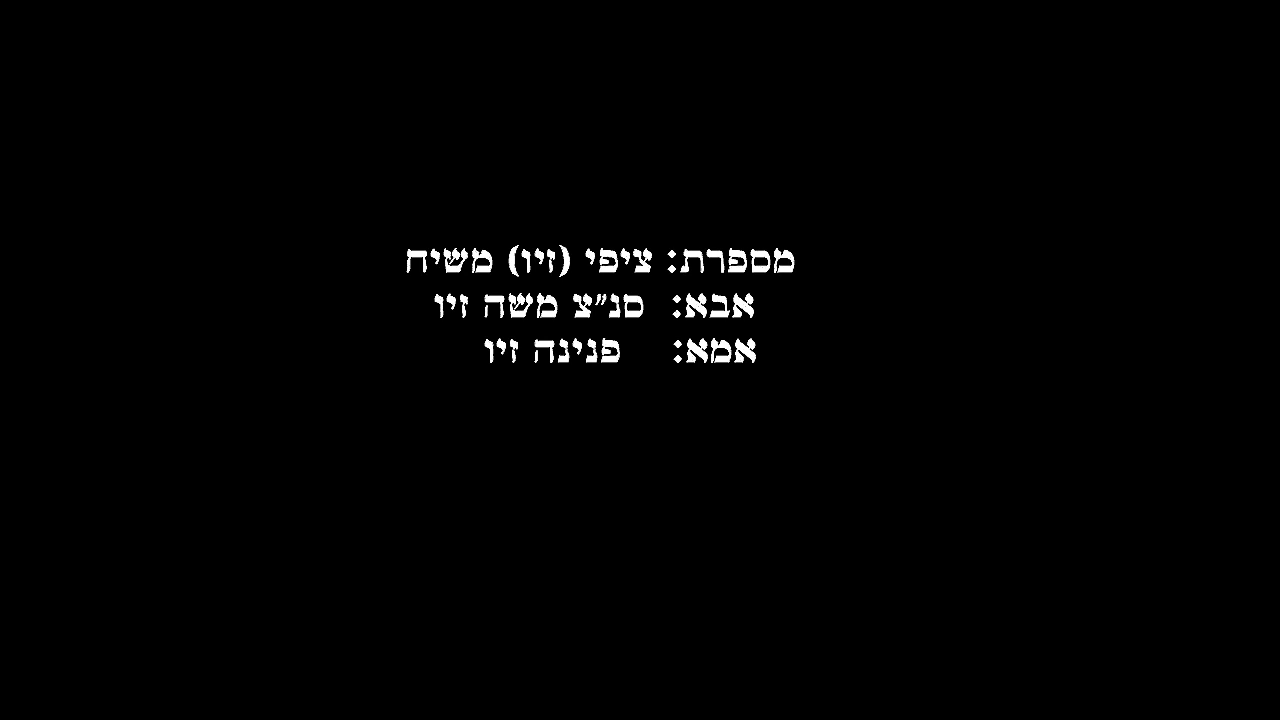 מספרת: ציפי (זיו) משיח
אבא: סנ״צ משה זיו
אמא: פנינה זיו